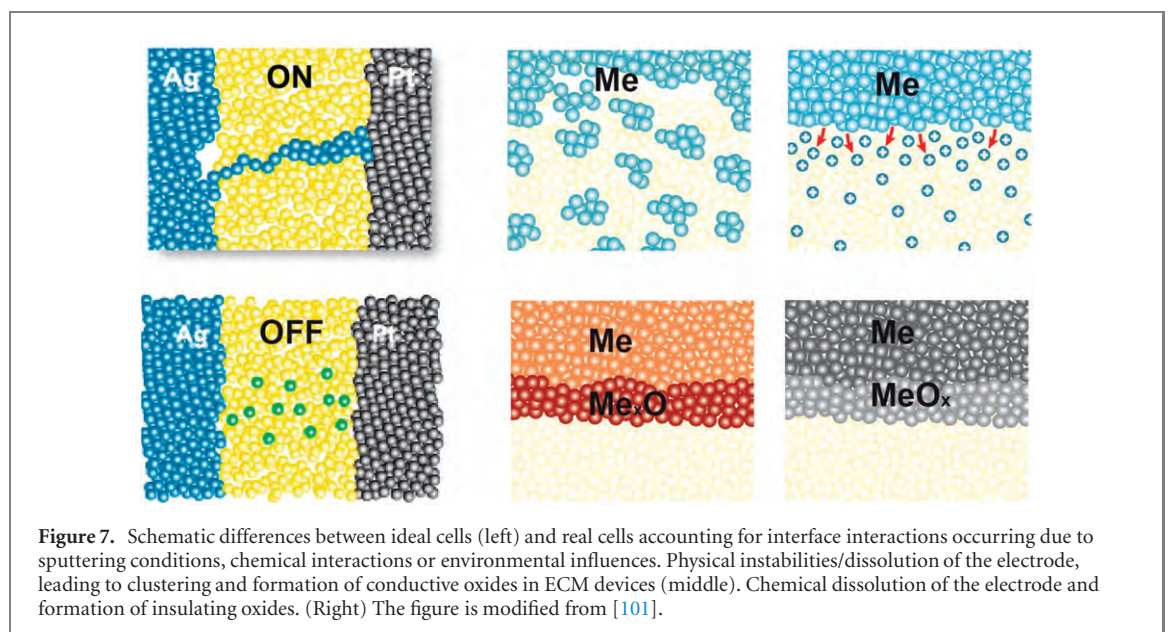 Ag ON Pt
Me
Me
Ag OFF Pt
Me
MeₓO
Me
MeOₓ
Figure 7. Schematic differences between ideal cells (left) and real cells accounting for interface interactions occurring due to
sputtering conditions, chemical interactions or environmental influences. Physical instabilities/dissolution of the electrode,
leading to clustering and formation of conductive oxides in ECM devices (middle). Chemical dissolution of the electrode and
formation of insulating oxides. (Right) The figure is modified from [101].